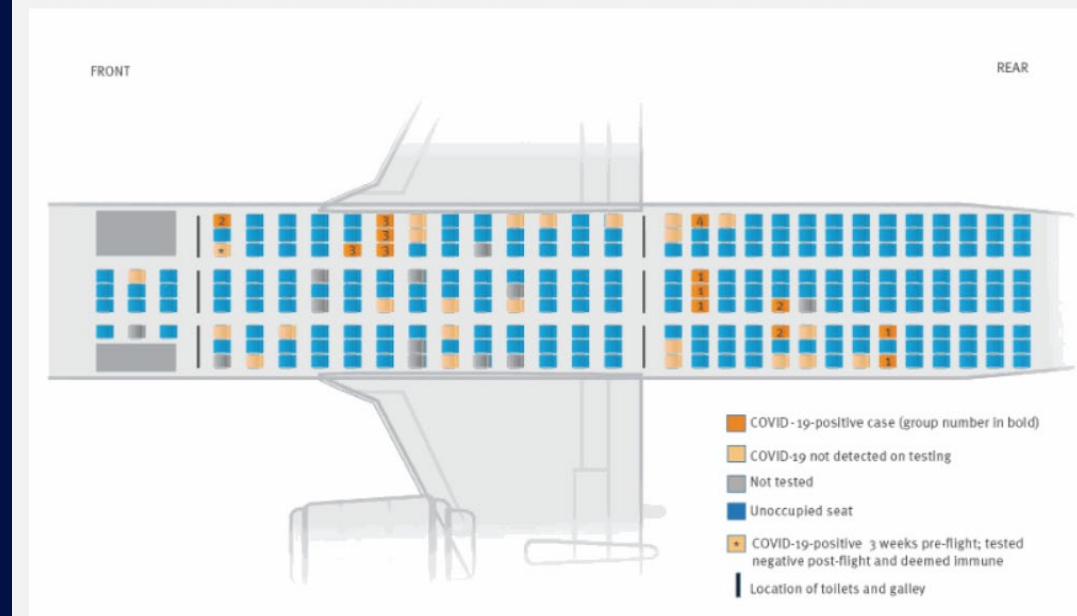 FRONT
REAR
2 3 4
3
* 3 3
1
1
1 2
2 1
1
COVID-19-positive case (group number in bold)
COVID-19 not detected on testing
Not tested
Unoccupied seat
* COVID-19-positive 3 weeks pre-flight; tested
negative post-flight and deemed immune
Location of toilets and galley